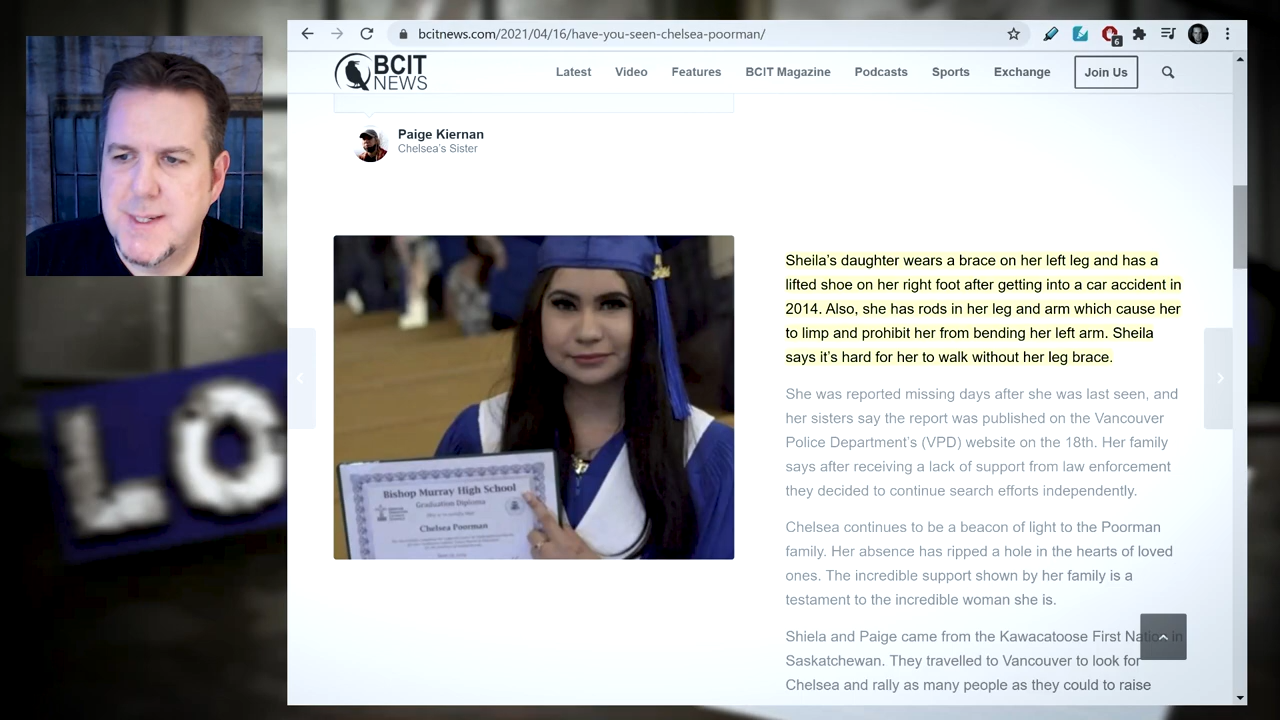 bcitnews.com/2021/04/16/have-you-seen-chelsea-poorman/
6
BCIT
NEWS
Latest
Video
Features
BCIT Magazine
Podcasts
Sports
Exchange
Join Us
Paige Kiernan
Chelsea's Sister
Bishop Murray High School
Graduation Diploma
Chelsea Poorman
Sheila's daughter wears a brace on her left leg and has a
lifted shoe on her right foot after getting into a car accident in
2014. Also, she has rods in her leg and arm which cause her
to limp and prohibit her from bending her left arm. Sheila
says it's hard for her to walk without her leg brace.
She was reported missing days after she was last seen, and
her sisters say the report was published on the Vancouver
Police Department's (VPD) website on the 18th. Her family
says after receiving a lack of support from law enforcement
they decided to continue search efforts independently.
Chelsea continues to be a beacon of light to the Poorman
family. Her absence has ripped a hole in the hearts of loved
ones. The incredible support shown by her family is a
testament to the incredible woman she is.
Shiela and Paige came from the Kawacatoose First Nation in
Saskatchewan. They travelled to Vancouver to look for
Chelsea and rally as many people as they could to raise
LO